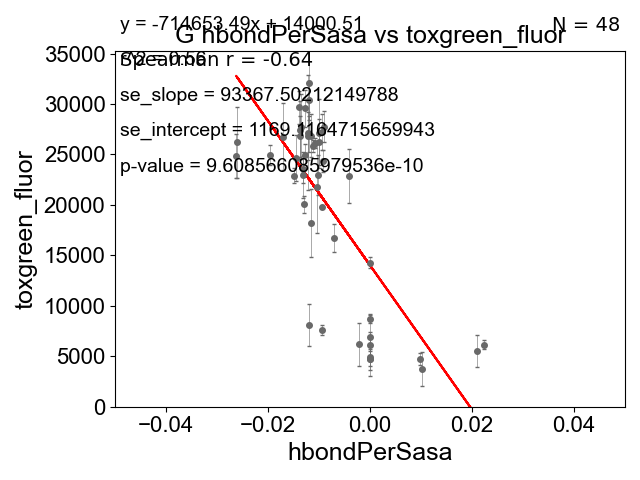 y = -714653.49x + 14000.51
N = 48
G hbondPerSasa vs toxgreen_fluor
r^2 = 0.56
Spearman r = -0.64
se_slope = 93367.50212149788
se_intercept = 1169.1164715659943
p-value = 9.608566085979536e-10
35000
30000
25000
20000
15000
10000
5000
0
toxgreen_fluor
−0.04 −0.02 0.00 0.02 0.04
hbondPerSasa